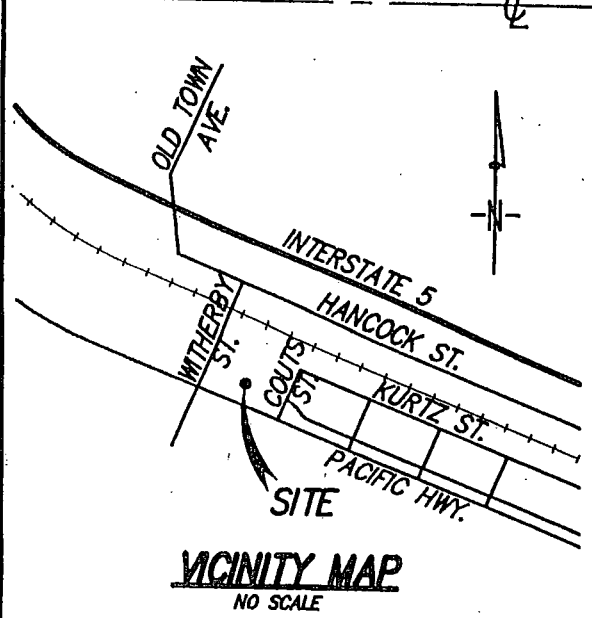 ℄
OLD TOWN
AVE.
-N-
INTERSTATE 5
HANCOCK ST.
WITHERBY
ST.
COUTS
ST.
KURTZ ST.
PACIFIC HWY.
SITE
VICINITY MAP
NO SCALE